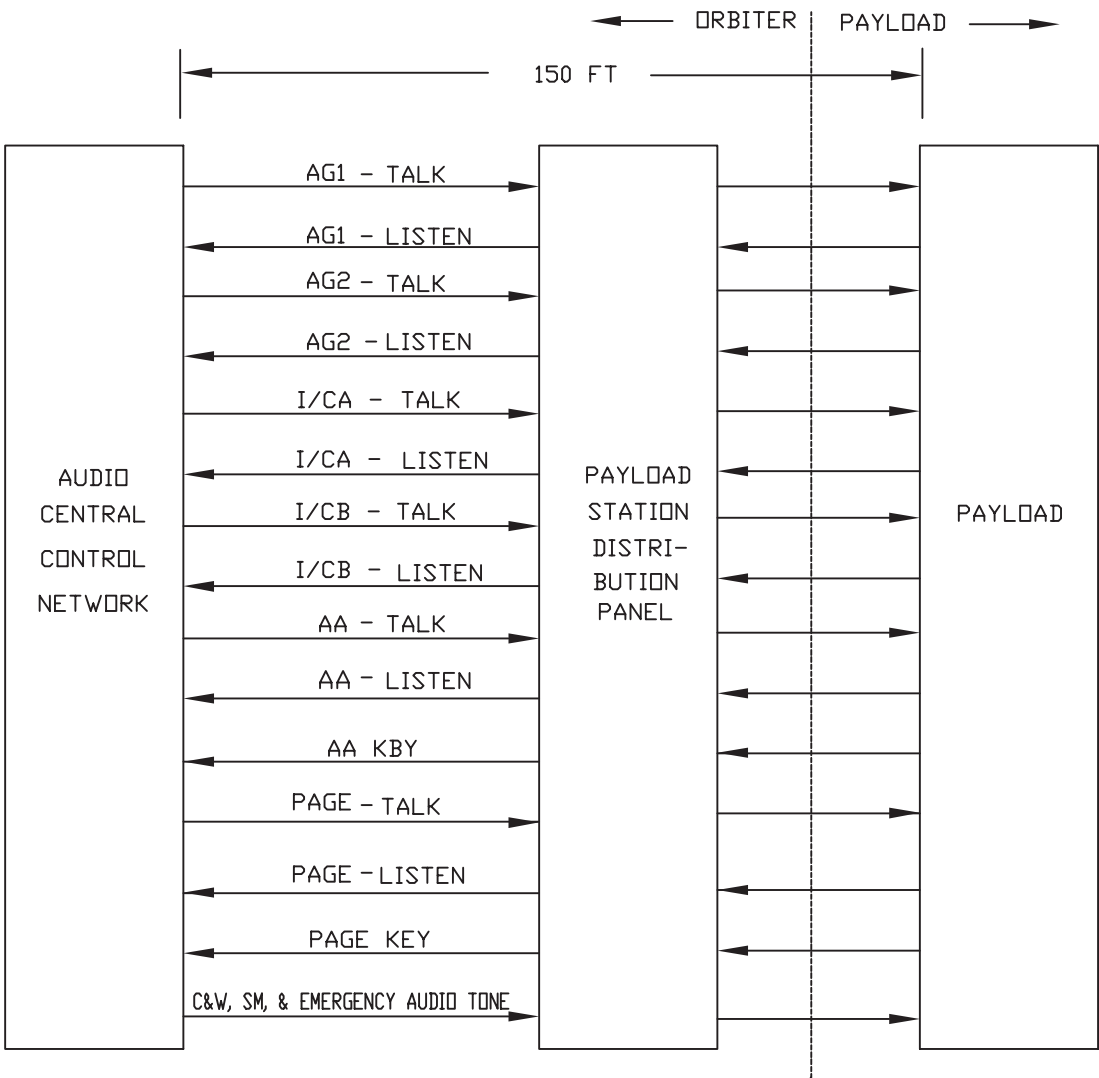 ORBITER
PAYLOAD
150 FT
AG1 - TALK
AG1 - LISTEN
AG2 - TALK
AG2 - LISTEN
I/CA - TALK
I/CA - LISTEN
I/CB - TALK
I/CB - LISTEN
AA - TALK
AA - LISTEN
AA KBY
PAGE - TALK
PAGE - LISTEN
PAGE KEY
C&W, SM, & EMERGENCY AUDIO TONE
AUDIO
CENTRAL
CONTROL
NETWORK
PAYLOAD
STATION
DISTRI-
BUTION
PANEL
PAYLOAD